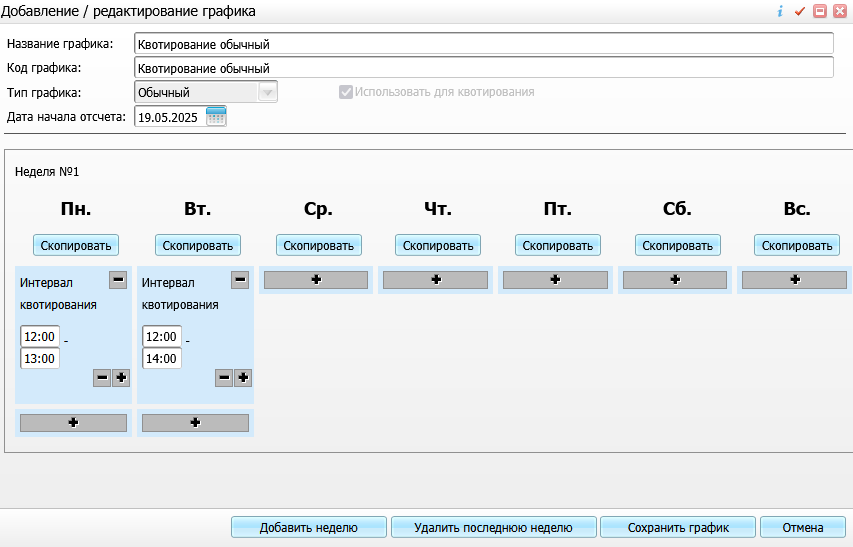 Добавление / редактирование графика
Название графика: Квотирование обычный
Код графика: Квотирование обычный
Тип графика: Обычный Использовать для квотирования
Дата начала отсчета: 19.05.2025
Неделя №1
Пн. Вт. Ср. Чт. Пт. Сб. Вс.
Скопировать Скопировать Скопировать Скопировать Скопировать Скопировать Скопировать
Интервал Интервал
квотирования квотирования
12:00 - 12:00 -
13:00 14:00
Добавить неделю Удалить последнюю неделю Сохранить график Отмена